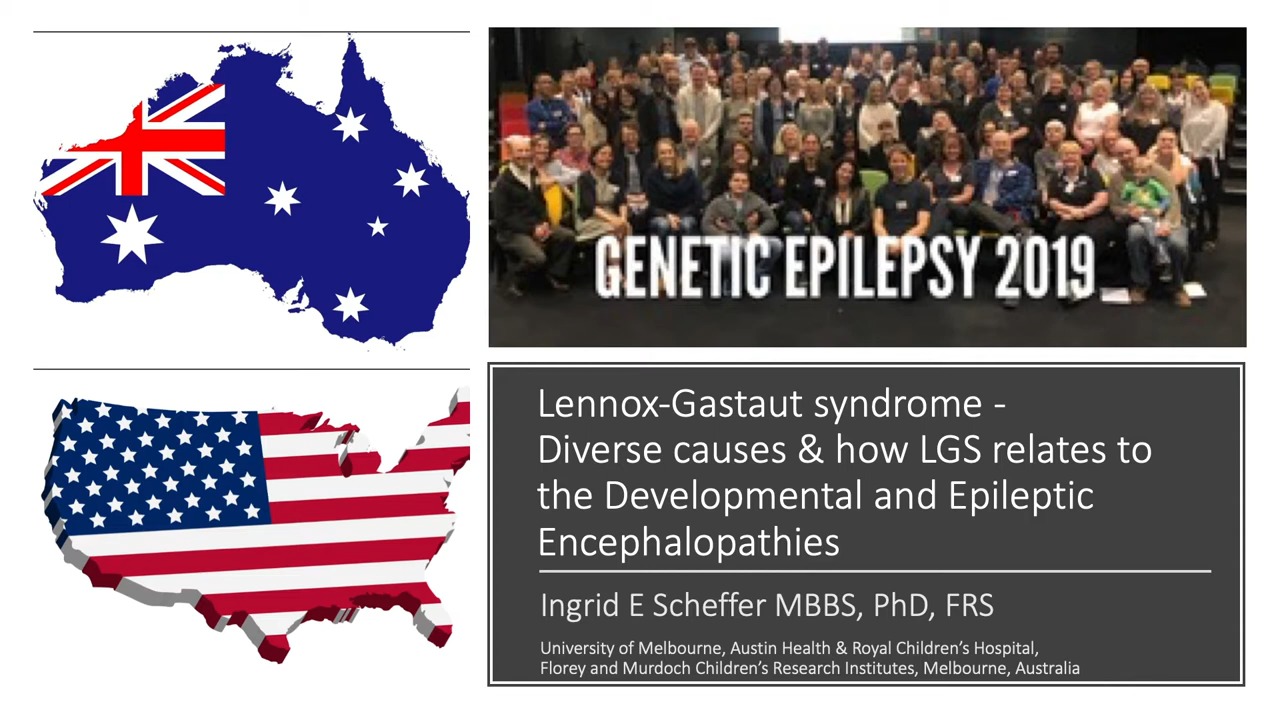 GENETIC EPILEPSY 2019
Lennox-Gastaut syndrome -
Diverse causes & how LGS relates to
the Developmental and Epileptic
Encephalopathies
Ingrid E Scheffer MBBS, PhD, FRS
University of Melbourne, Austin Health & Royal Children's Hospital,
Florey and Murdoch Children's Research Institutes, Melbourne, Australia